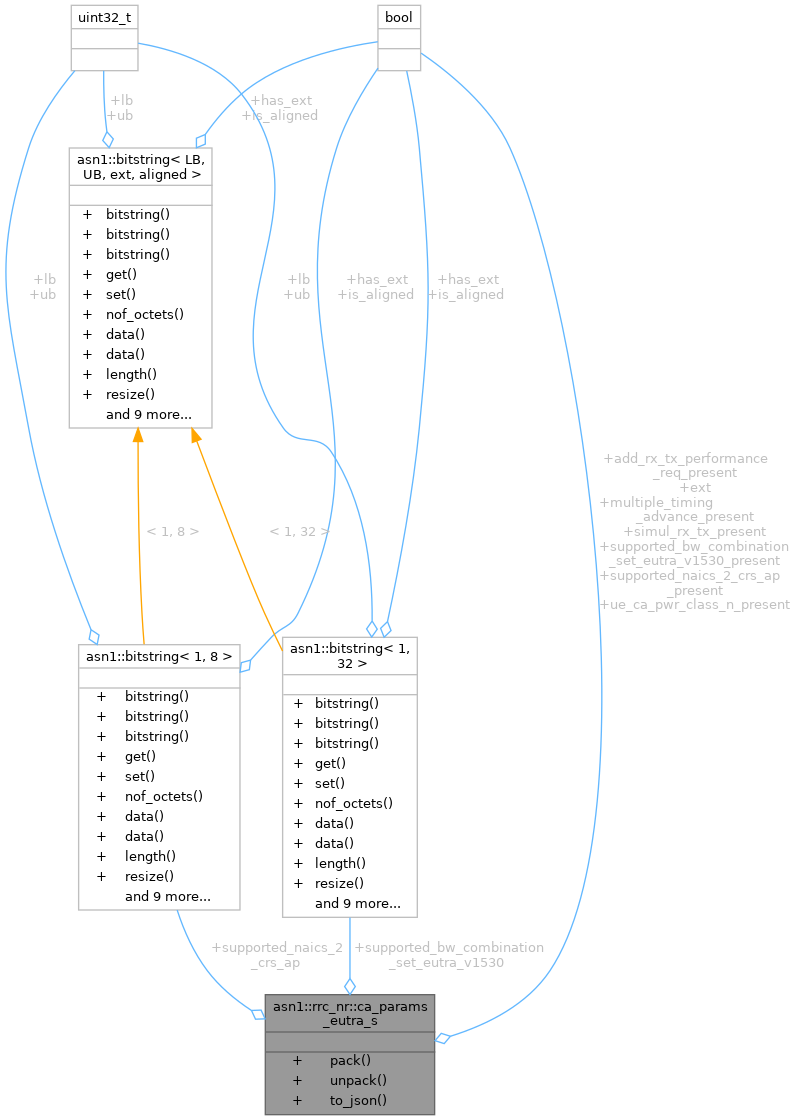 uint32_t
bool
+lb
+ub
+has_ext
+is_aligned
asn1::bitstring< LB,
UB, ext, aligned >
+ bitstring()
+ bitstring()
+ bitstring()
+ get()
+ set()
+ nof_octets()
+ data()
+ data()
+ length()
+ resize()
and 9 more...
+lb
+ub
+lb
+ub
+has_ext
+is_aligned
+has_ext
+is_aligned
+add_rx_tx_performance
_req_present
+ext
+multiple_timing
_advance_present
+simul_rx_tx_present
+supported_bw_combination
_set_eutra_v1530_present
+supported_naics_2_crs_ap
_present
+ue_ca_pwr_class_n_present
< 1, 8 >
< 1, 32 >
asn1::bitstring< 1, 8 >
+ bitstring()
+ bitstring()
+ bitstring()
+ get()
+ set()
+ nof_octets()
+ data()
+ data()
+ length()
+ resize()
and 9 more...
asn1::bitstring< 1,
32 >
+ bitstring()
+ bitstring()
+ bitstring()
+ get()
+ set()
+ nof_octets()
+ data()
+ data()
+ length()
+ resize()
and 9 more...
+supported_naics_2
_crs_ap
+supported_bw_combination
_set_eutra_v1530
asn1::rrc_nr::ca_params
_eutra_s
+ pack()
+ unpack()
+ to_json()